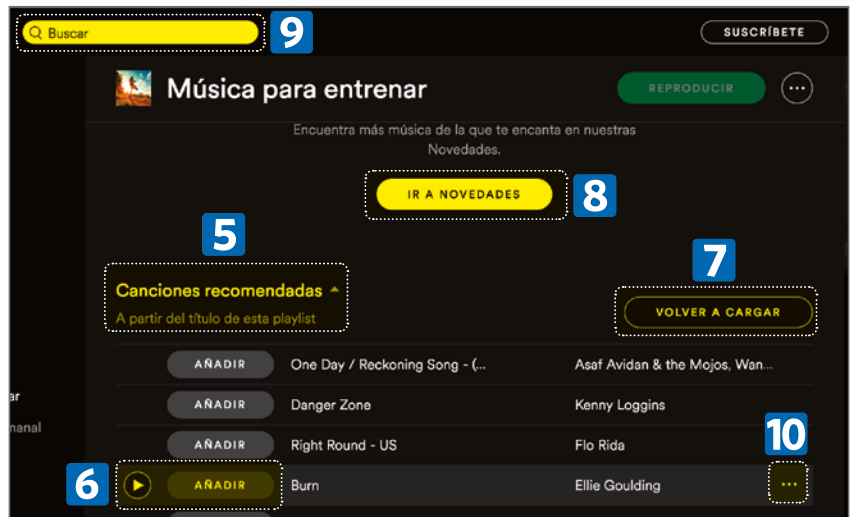 Buscar
9
SUSCRÍBETE
Música para entrenar
REPRODUCIR
Encuentra más música de la que te encanta en nuestras
Novedades.
IR A NOVEDADES
8
5
7
Canciones recomendadas
A partir del título de esta playlist
VOLVER A CARGAR
AÑADIR One Day / Reckoning Song - (... Asaf Avidan & the Mojos, Wan...
ar
AÑADIR Danger Zone Kenny Loggins
nanal
AÑADIR Right Round - US Flo Rida
10
6
AÑADIR Burn Ellie Goulding